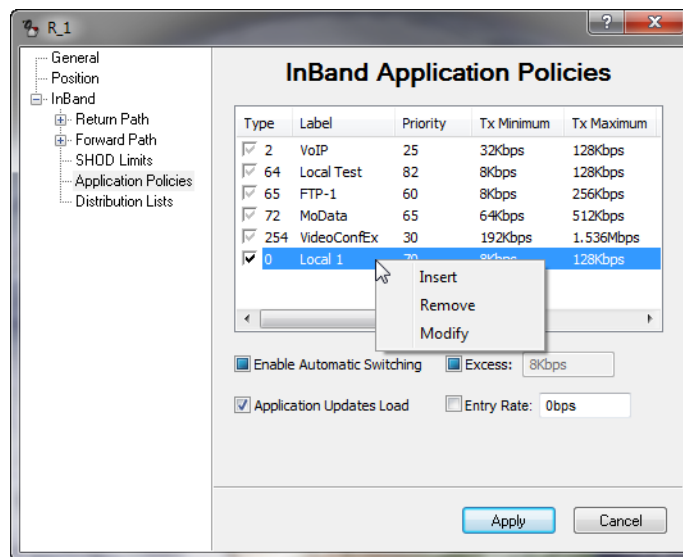 R_1
General
Position
InBand
Return Path
Forward Path
SHOD Limits
Application Policies
Distribution Lists
InBand Application Policies
Type Label Priority Tx Minimum Tx Maximum
2 VoIP 25 32Kbps 128Kbps
64 Local Test 82 8Kbps 128Kbps
65 FTP-1 60 8Kbps 256Kbps
72 MoData 65 64Kbps 512Kbps
254 VideoConfEx 30 192Kbps 1.536Mbps
0 Local 1 70 8Kbps 128Kbps
Insert
Remove
Modify
Enable Automatic Switching Excess: 8Kbps
Application Updates Load Entry Rate: 0bps
Apply Cancel